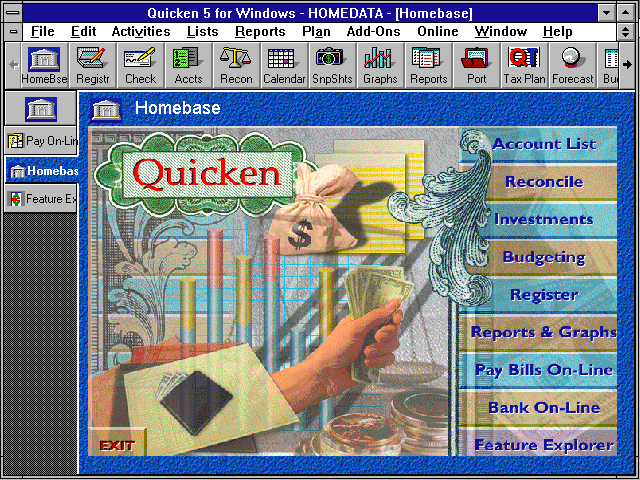 Quicken 5 for Windows - HOMEDATA - [Homebase]
File Edit Activities Lists Reports Plan Add-Ons Online Window Help
HomeBse Registr Check Accts Recon Calendar SnpShts Graphs Reports Port Tax Plan Forecast Bu
Homebase
Pay On-Lin
Homebas
Feature Ex
Quicken
$
Account List
Reconcile
Investments
Budgeting
Register
Reports & Graphs
Pay Bills On-Line
Bank On-Line
Feature Explorer
EXIT